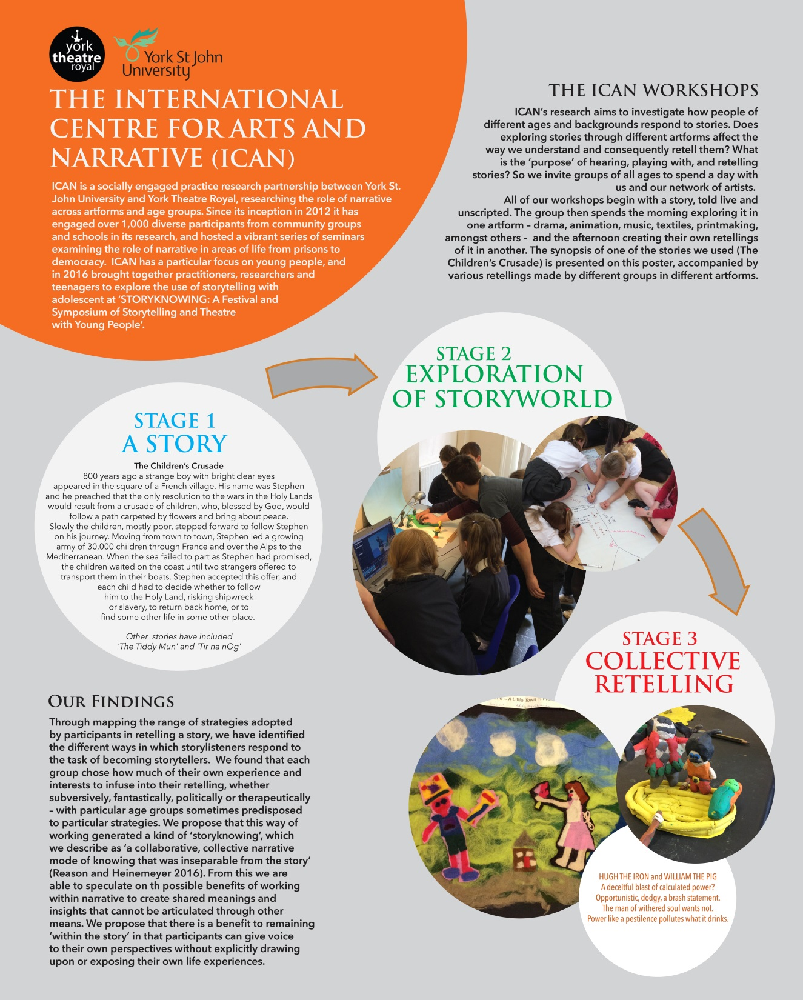 york
theatre
royal
York St John
University
THE INTERNATIONAL
CENTRE FOR ARTS AND
NARRATIVE (ICAN)
ICAN is a socially engaged practice research partnership between York St.
John University and York Theatre Royal, researching the role of narrative
across artforms and age groups. Since its inception in 2012 it has
engaged over 1,000 diverse participants from community groups
and schools in its research, and hosted a vibrant series of seminars
examining the role of narrative in areas of life from prisons to
democracy.  ICAN has a particular focus on young people, and
in 2016 brought together practitioners, researchers and
teenagers to explore the use of storytelling with
adolescent at ‘STORYKNOWING: A Festival and
Symposium of Storytelling and Theatre
with Young People’.
THE ICAN WORKSHOPS
ICAN’s research aims to investigate how people of
different ages and backgrounds respond to stories. Does
exploring stories through different artforms affect the
way we understand and consequently retell them? What
is the ‘purpose’ of hearing, playing with, and retelling
stories? So we invite groups of all ages to spend a day with
us and our network of artists.
All of our workshops begin with a story, told live and
unscripted. The group then spends the morning exploring it in
one artform – drama, animation, music, textiles, printmaking,
amongst others –  and the afternoon creating their own retellings
of it in another. The synopsis of one of the stories we used (The
Children’s Crusade) is presented on this poster, accompanied by
various retellings made by different groups in different artforms.
STAGE 1
A STORY
The Children’s Crusade
800 years ago a strange boy with bright clear eyes
appeared in the square of a French village. His name was Stephen
and he preached that the only resolution to the wars in the Holy Lands
would result from a crusade of children, who, blessed by God, would
follow a path carpeted by flowers and bring about peace.
Slowly the children, mostly poor, stepped forward to follow Stephen
on his journey. Moving from town to town, Stephen led a growing
army of 30,000 children through France and over the Alps to the
Mediterranean. When the sea failed to part as Stephen had promised,
the children waited on the coast until two strangers offered to
transport them in their boats. Stephen accepted this offer, and
each child had to decide whether to follow
him to the Holy Land, risking shipwreck
or slavery, to return back home, or to
find some other life in some other place.
Other  stories have included
'The Tiddy Mun' and 'Tir na nOg'
STAGE 2
EXPLORATION
OF STORYWORLD
STAGE 3
COLLECTIVE
RETELLING
– A Little Town in
HUGH THE IRON and WILLIAM THE PIG
A deceitful blast of calculated power?
Opportunistic, dodgy, a brash statement.
The man of withered soul wants not.
Power like a pestilence pollutes what it drinks.
OUR FINDINGS
Through mapping the range of strategies adopted
by participants in retelling a story, we have identified
the different ways in which storylisteners respond to
the task of becoming storytellers.  We found that each
group chose how much of their own experience and
interests to infuse into their retelling, whether
subversively, fantastically, politically or therapeutically
– with particular age groups sometimes predisposed
to particular strategies. We propose that this way of
working generated a kind of ‘storyknowing’, which
we describe as ‘a collaborative, collective narrative
mode of knowing that was inseparable from the story’
(Reason and Heinemeyer 2016). From this we are
able to speculate on th possible benefits of working
within narrative to create shared meanings and
insights that cannot be articulated through other
means. We propose that there is a benefit to remaining
‘within the story’ in that participants can give voice
to their own perspectives without explicitly drawing
upon or exposing their own life experiences.